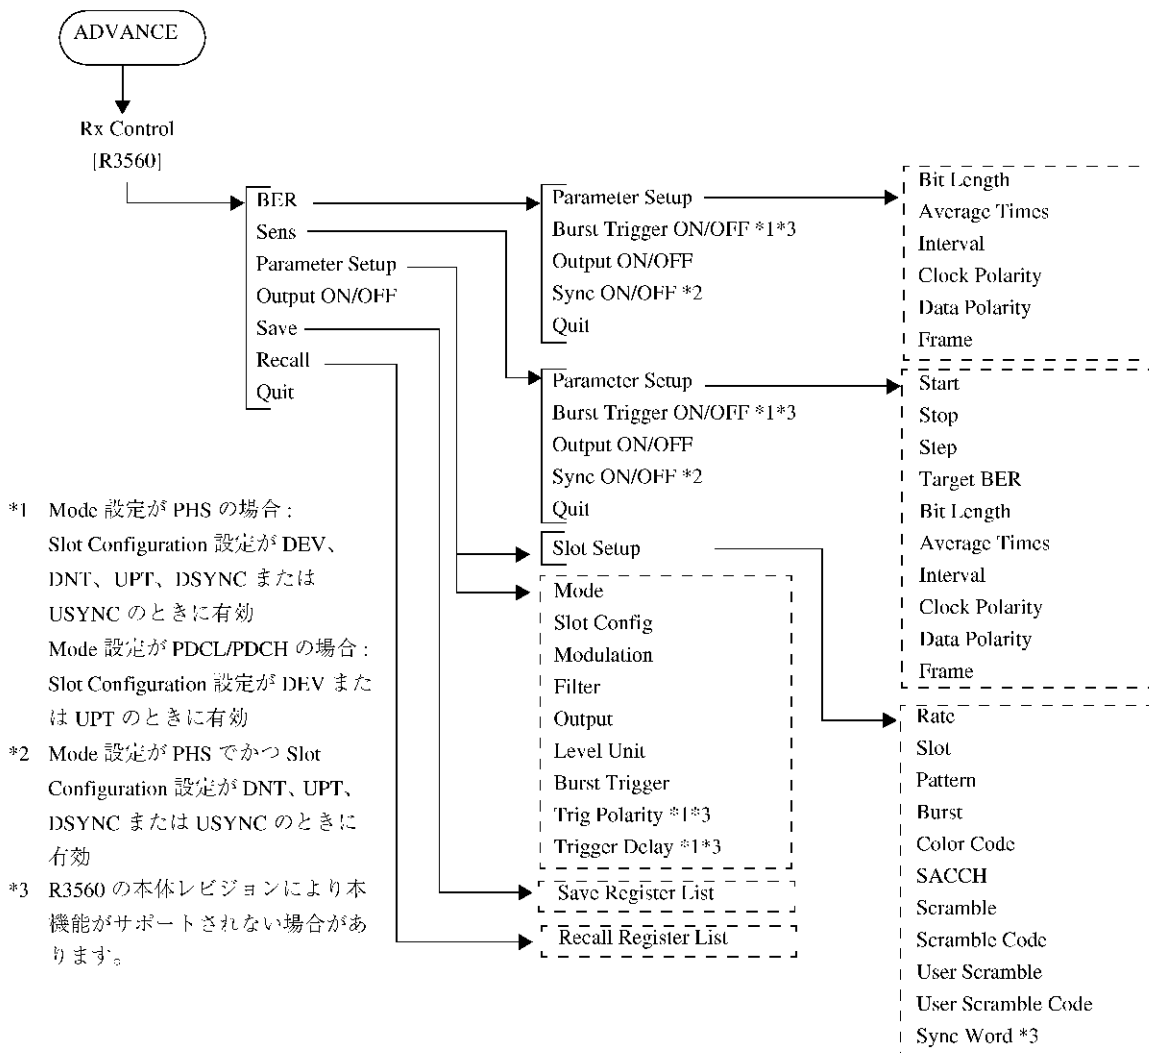 ADVANCE
Rx Control
[R3560]
BER
Sens
Parameter Setup
Output ON/OFF
Save
Recall
Quit
Parameter Setup
Burst Trigger ON/OFF *1*3
Output ON/OFF
Sync ON/OFF *2
Quit
Parameter Setup
Burst Trigger ON/OFF *1*3
Output ON/OFF
Sync ON/OFF *2
Quit
Slot Setup
Mode
Slot Config
Modulation
Filter
Output
Level Unit
Burst Trigger
Trig Polarity *1*3
Trigger Delay *1*3
Save Register List
Recall Register List
Bit Length
Average Times
Interval
Clock Polarity
Data Polarity
Frame
Start
Stop
Step
Target BER
Bit Length
Average Times
Interval
Clock Polarity
Data Polarity
Frame
Rate
Slot
Pattern
Burst
Color Code
SACCH
Scramble
Scramble Code
User Scramble
User Scramble Code
Sync Word *3
*1 Mode 設定が PHS の場合 :
Slot Configuration 設定が DEV、
DNT、UPT、DSYNC または
USYNC のときに有効
Mode 設定が PDCL/PDCH の場合 :
Slot Configuration 設定が DEV また
は UPT のときに有効
*2 Mode 設定が PHS でかつ Slot
Configuration 設定が DNT、UPT、
DSYNC または USYNC のときに
有効
*3 R3560 の本体レビジョンにより本
機能がサポートされない場合があ
ります。